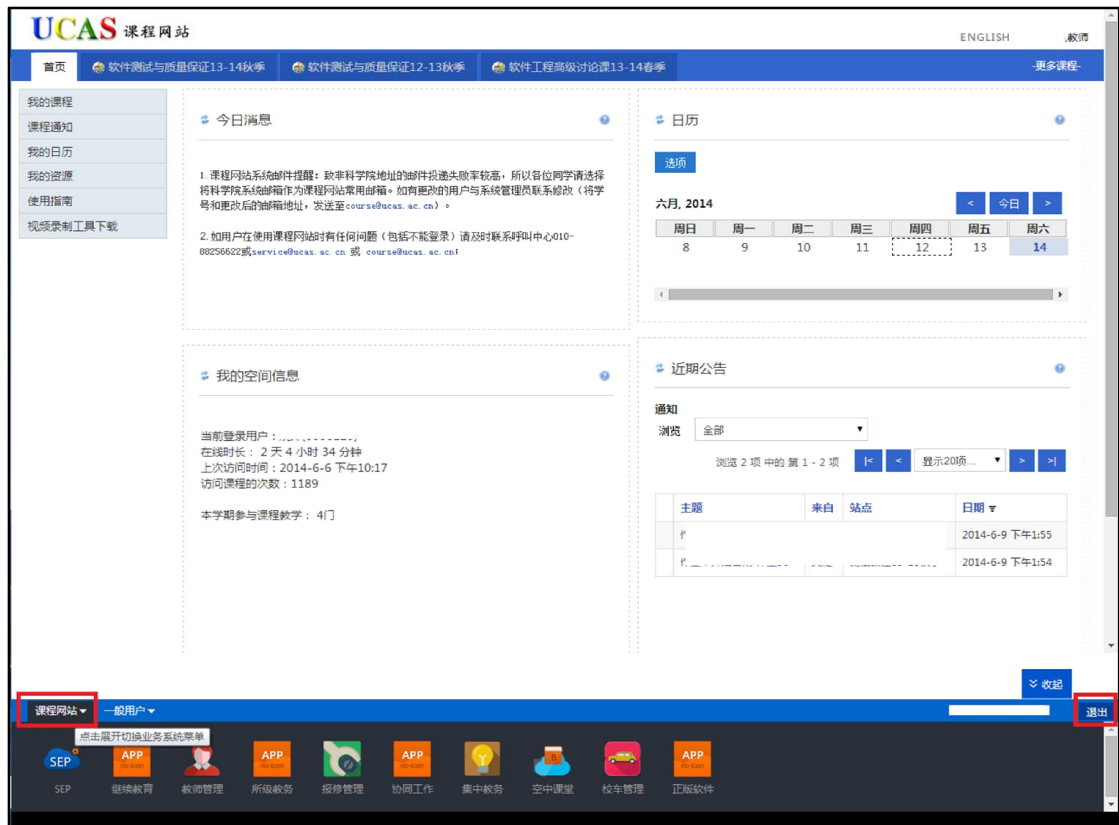 UCAS 课程网站
ENGLISH ,教师
首页 软件测试与质量保证13-14秋季 软件测试与质量保证12-13秋季 软件工程高级讨论课13-14春季 -更多课程-
我的课程
课程通知
我的日历
我的资源
使用指南
视频录制工具下载
今日消息
1.课程网站系统邮件提醒：致非科学院地址的邮件投递失败率较高，所以各位同学请选择
将科学院系统邮箱作为课程网站常用邮箱。如有更改的用户与系统管理员联系修改（将学
号和更改后的邮箱地址，发送至course@ucas.ac.cn）。
2.如用户在使用课程网站时有任何问题（包括不能登录）请及时联系呼叫中心010-
88256622或service@ucas.ac.cn 或 course@ucas.ac.cn!
日历
选项
六月, 2014 < 今日 >
周日 周一 周二 周三 周四 周五 周六
8 9 10 11 12 13 14
我的空间信息
当前登录用户：
在线时长： 2 天 4 小时 34 分钟
上次访问时间：2014-6-6 下午10:17
访问课程的次数：1189
本学期参与课程教学： 4门
近期公告
通知
浏览 全部
浏览 2 项 中的 第 1 - 2 项 |< < 显示20项... > >|
主题 来自 站点 日期
2014-6-9 下午1:55
2014-6-9 下午1:54
收起
课程网站 一般用户 退出
点击展开切换业务系统菜单
SEP APP no icon APP no icon APP no icon B APP no icon
SEP 继续教育 教师管理 所级教务 报修管理 协同工作 集中教务 空中课堂 校车管理 正版软件